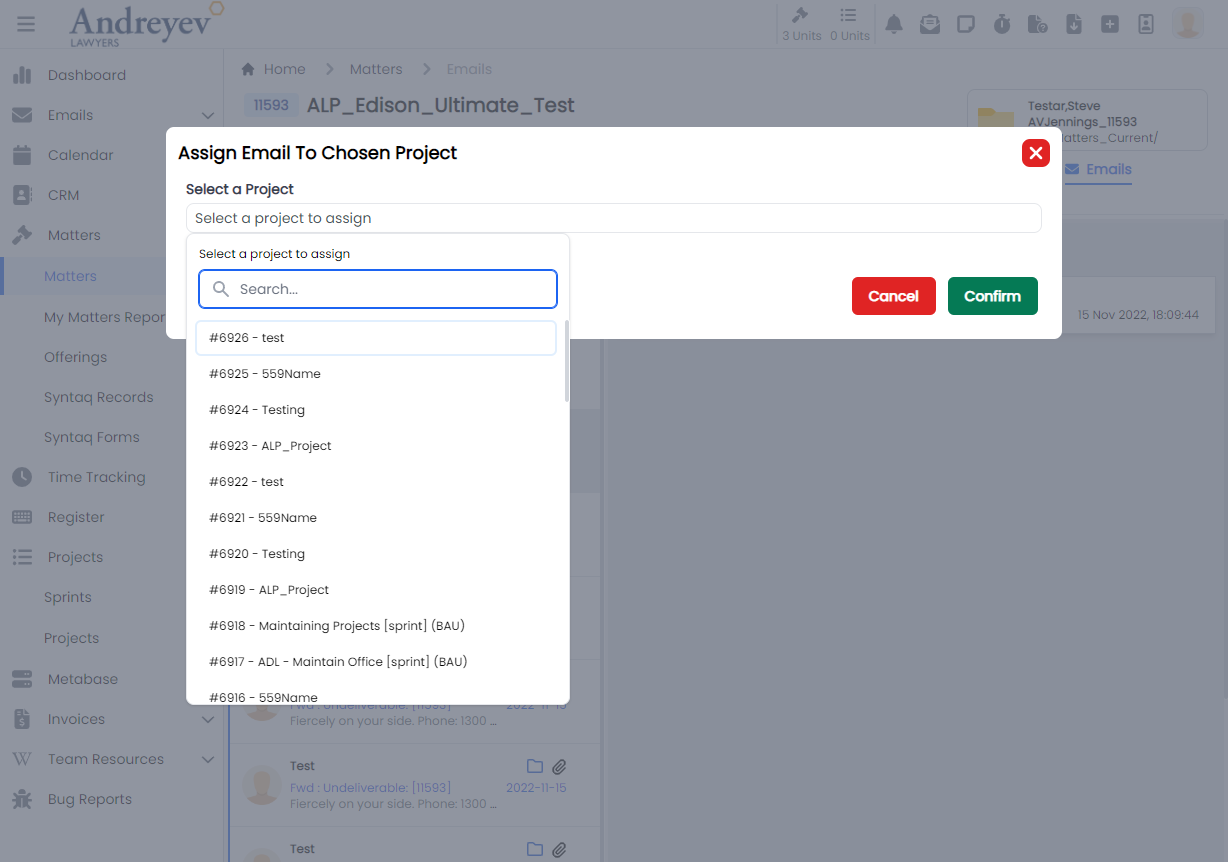 Andreyev
LAWYERS
3 Units
0 Units
Dashboard
Emails
Calendar
CRM
Matters
Matters
My Matters Repor
Offerings
Syntaq Records
Syntaq Forms
Time Tracking
Register
Projects
Sprints
Projects
Metabase
Invoices
Team Resources
Bug Reports
Home
Matters
Emails
11593
ALP_Edison_Ultimate_Test
Testar,Steve
AVJennings_11593
atters_Current/
Emails
Assign Email To Chosen Project
Select a Project
Select a project to assign
Select a project to assign
Search...
#6926 - test
#6925 - 559Name
#6924 - Testing
#6923 - ALP_Project
#6922 - test
#6921 - 559Name
#6920 - Testing
#6919 - ALP_Project
#6918 - Maintaining Projects [sprint] (BAU)
#6917 - ADL - Maintain Office [sprint] (BAU)
#6916 - 559Name
Cancel
Confirm
15 Nov 2022, 18:09:44
Fwd : Undeliverable: [11593]
2022-11-15
Fiercely on your side. Phone: 1300 ...
Test
Fwd : Undeliverable: [11593]
2022-11-15
Fiercely on your side. Phone: 1300 ...
Test